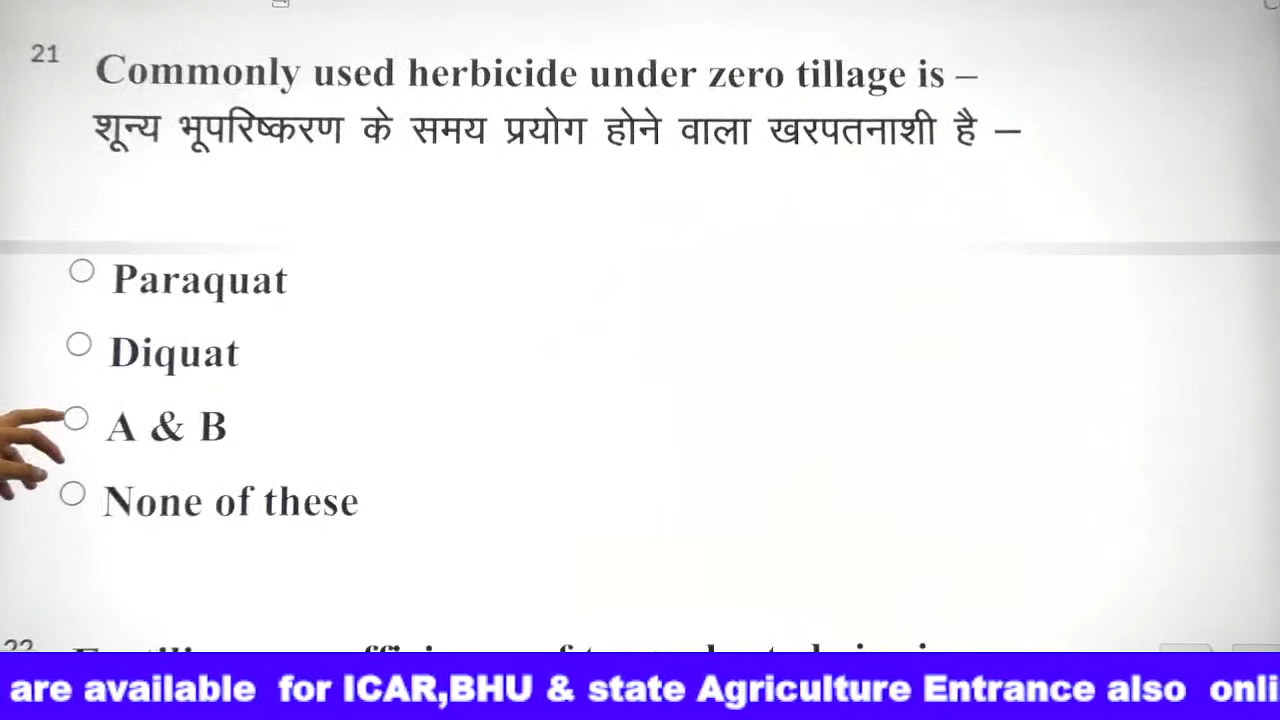 21
Commonly used herbicide under zero tillage is –
शून्य भूपरिष्करण के समय प्रयोग होने वाला खरपतनाशी है –
Paraquat
Diquat
A & B
None of these
22
are available for ICAR,BHU & state Agriculture Entrance also onli